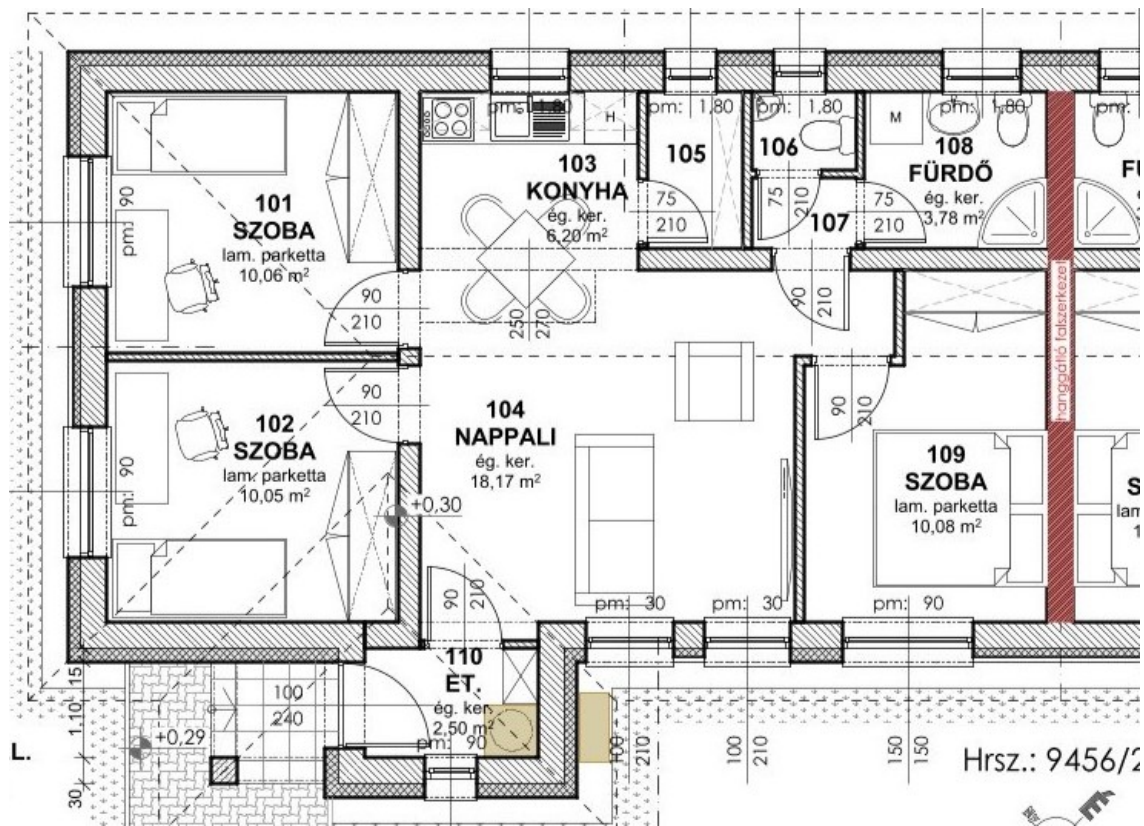 pm: 1,80
pm: 1,80
pm: 1,80
pm: 1,80
pm:
H
M
101
SZOBA
lam. parketta
10,06 m²
pm: 90
103
KONYHA
ég. ker.
6,20 m²
105
106
107
108
FÜRDŐ
ég. ker.
3,78 m²
75
210
75
210
75
210
90
210
90
210
250
270
90
210
90
210
hanggátló falszerkezet
102
SZOBA
lam. parketta
10,05 m²
pm: 90
104
NAPPALI
ég. ker.
18,17 m²
+0,30
109
SZOBA
lam. parketta
10,08 m²
90
210
pm: 30
pm: 30
pm: 90
110
ET.
ég. ker.
2,50 m²
pm: 90
100
240
+0,29
15
1,10
30
L.
100
210
100
210
150
150
Hrsz.: 9456/2
É